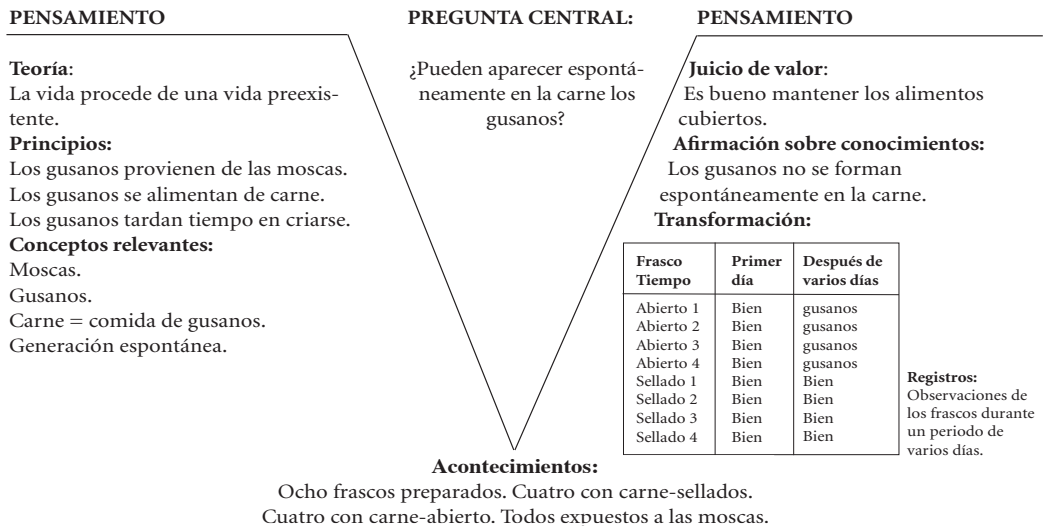 PENSAMIENTO
Teoría:
La vida procede de una vida preexis-
tente.
Principios:
Los gusanos provienen de las moscas.
Los gusanos se alimentan de carne.
Los gusanos tardan tiempo en criarse.
Conceptos relevantes:
Moscas.
Gusanos.
Carne = comida de gusanos.
Generación espontánea.
PREGUNTA CENTRAL:
¿Pueden aparecer espontá-
neamente en la carne los
gusanos?
PENSAMIENTO
Juicio de valor:
Es bueno mantener los alimentos
cubiertos.
Afirmación sobre conocimientos:
Los gusanos no se forman
espontáneamente en la carne.
Transformación:
Frasco Primer Después de
Tiempo día varios días
Abierto 1 Bien gusanos
Abierto 2 Bien gusanos
Abierto 3 Bien gusanos
Abierto 4 Bien gusanos
Sellado 1 Bien Bien
Sellado 2 Bien Bien
Sellado 3 Bien Bien
Sellado 4 Bien Bien
Registros:
Observaciones de
los frascos durante
un periodo de
varios días.
Acontecimientos:
Ocho frascos preparados. Cuatro con carne-sellados.
Cuatro con carne-abierto. Todos expuestos a las moscas.